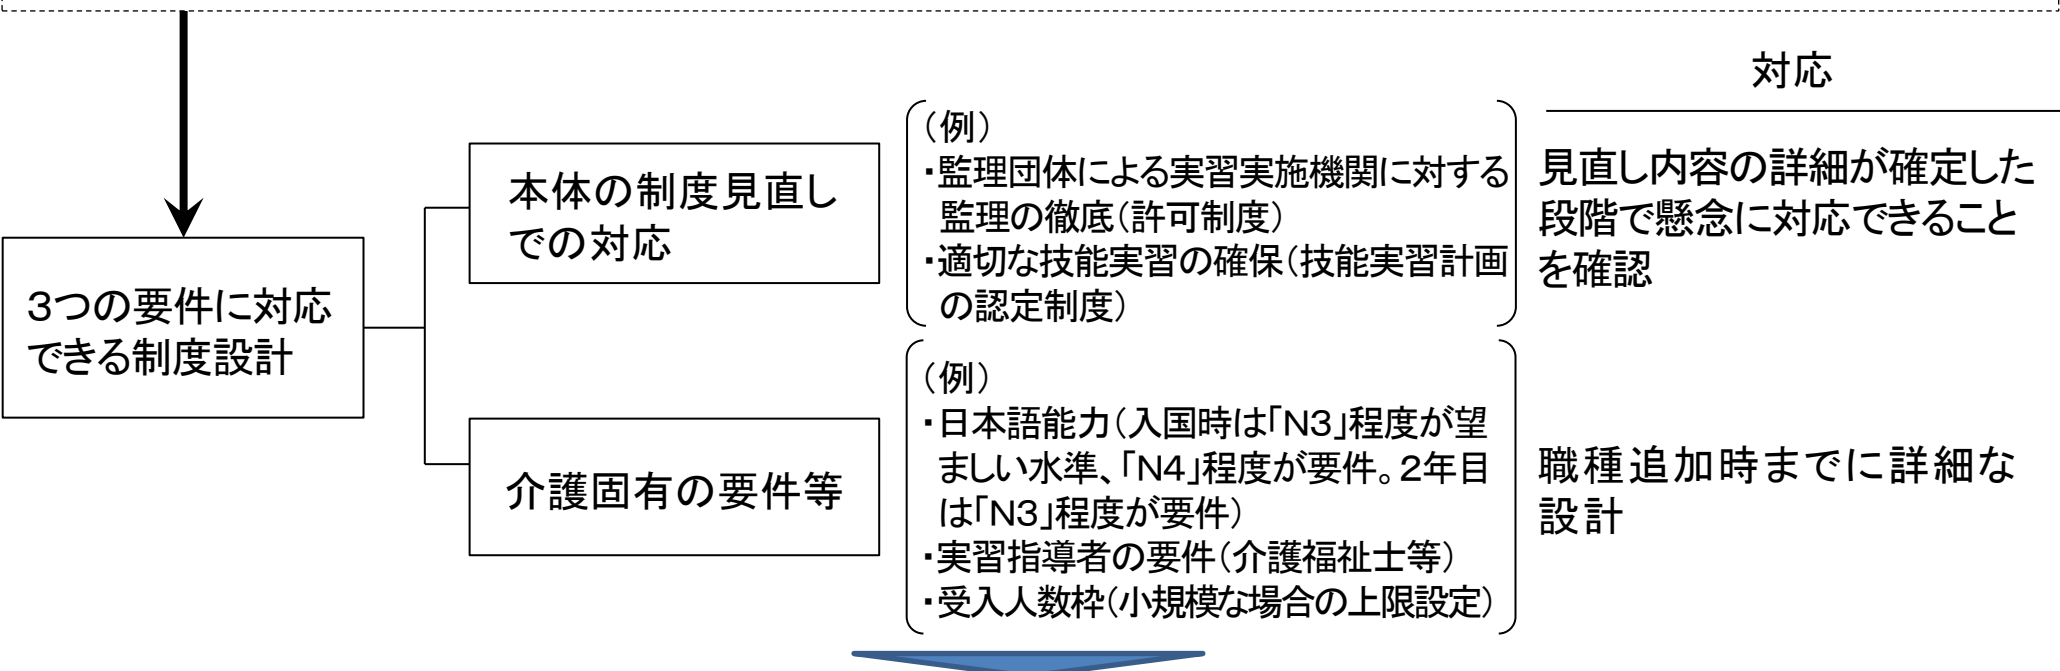 対応
3つの要件に対応
できる制度設計
本体の制度見直し
での対応
（例）
・監理団体による実習実施機関に対する
監理の徹底（許可制度）
・適切な技能実習の確保（技能実習計画
の認定制度）
見直し内容の詳細が確定した
段階で懸念に対応できること
を確認
介護固有の要件等
（例）
・日本語能力（入国時は「N3」程度が望
ましい水準、「N4」程度が要件。2年目
は「N3」程度が要件）
・実習指導者の要件（介護福祉士等）
・受入人数枠（小規模な場合の上限設定）
職種追加時までに詳細な
設計